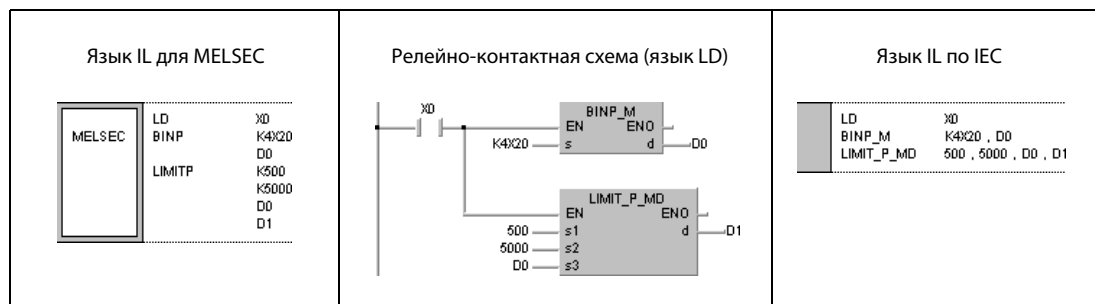 Язык IL для MELSEC
MELSEC
LD X0
BINP K4X20
D0
LIMITP K500
K5000
D0
D1
Релейно-контактная схема (язык LD)
X0
BINP_M
EN ENO
K4X20 s d D0
LIMIT_P_MD
EN ENO
500 s1 d D1
5000 s2
D0 s3
Язык IL по IEC
LD X0
BINP_M K4X20 , D0
LIMIT_P_MD 500 , 5000 , D0 , D1